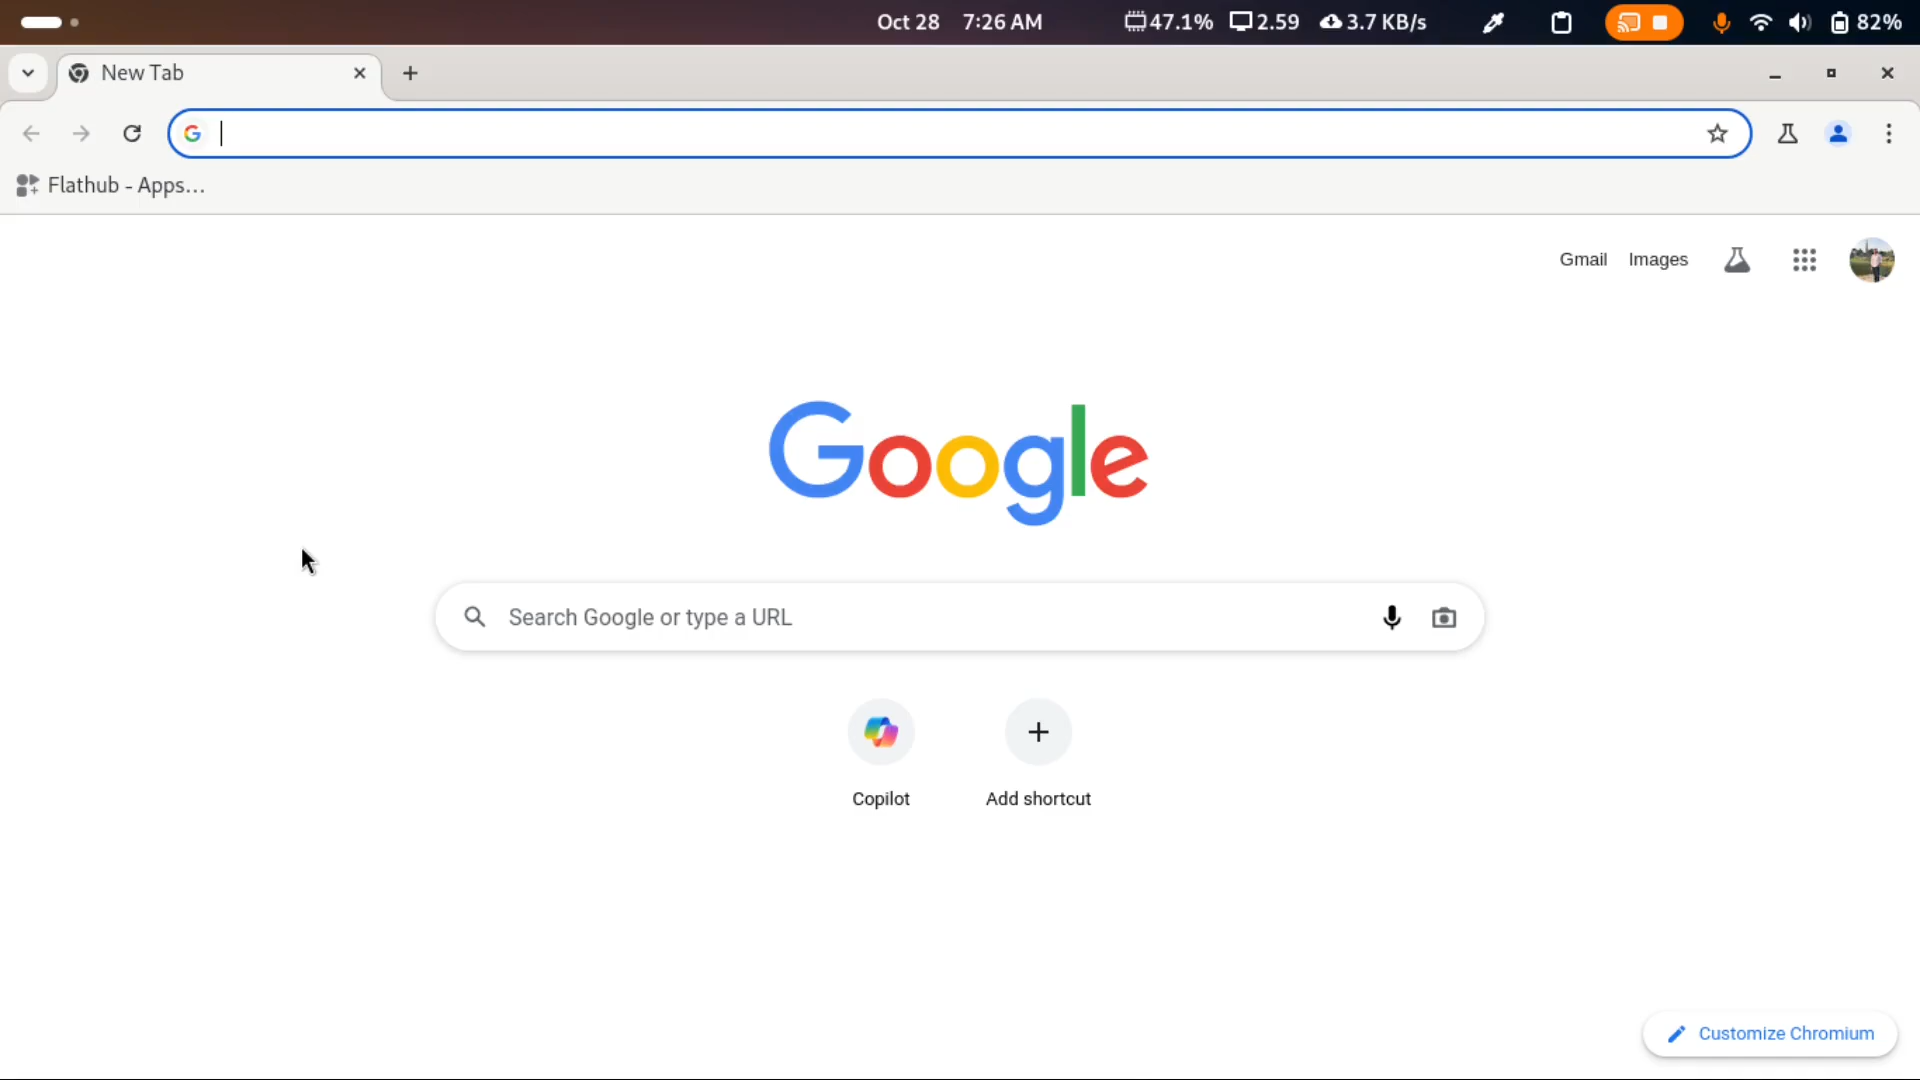 Oct 28 7:26 AM 47.1% 2.59 3.7 KB/s 82%
New Tab
Flathub - Apps...
Gmail Images
Google
Search Google or type a URL
Copilot Add shortcut
Customize Chromium